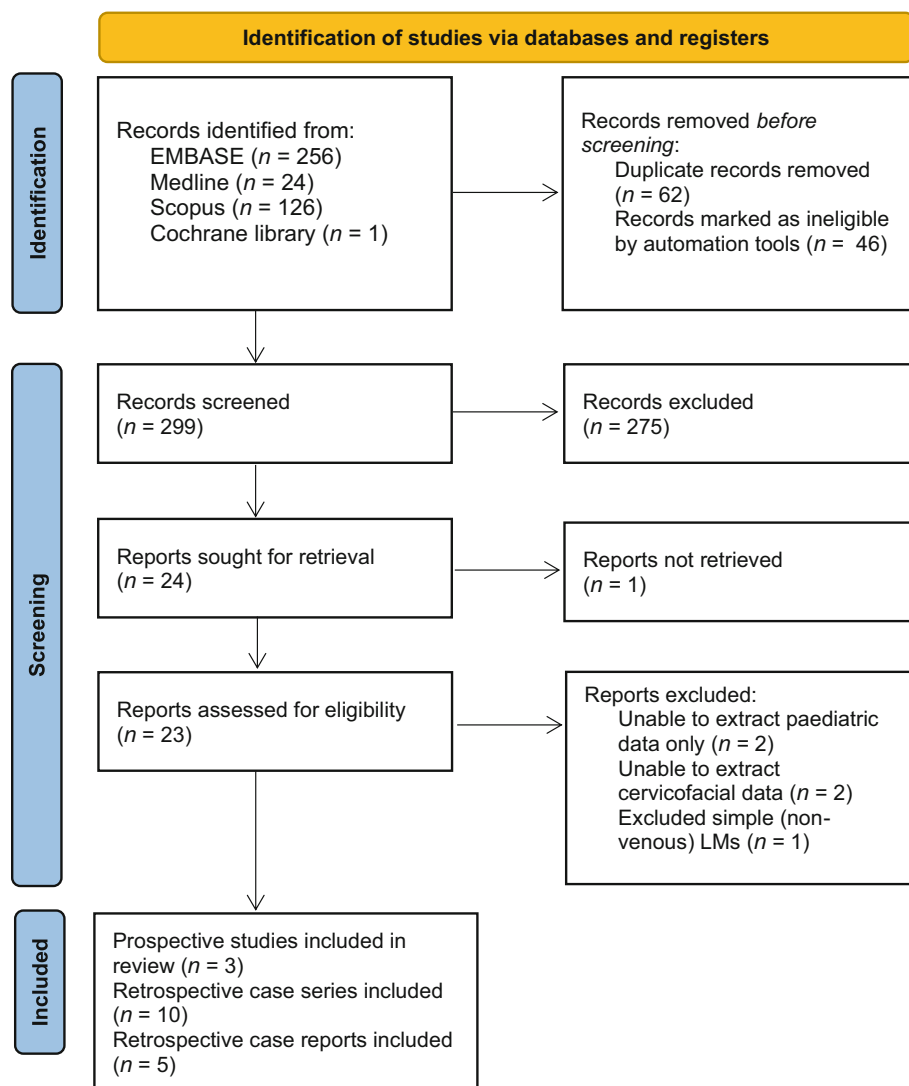 Identification of studies via databases and registers
Identification
Records identified from:
EMBASE (n = 256)
Medline (n = 24)
Scopus (n = 126)
Cochrane library (n = 1)
Records removed before
screening:
Duplicate records removed
(n = 62)
Records marked as ineligible
by automation tools (n = 46)
Screening
Records screened
(n = 299)
Records excluded
(n = 275)
Reports sought for retrieval
(n = 24)
Reports not retrieved
(n = 1)
Reports assessed for eligibility
(n = 23)
Reports excluded:
Unable to extract paediatric
data only (n = 2)
Unable to extract
cervicofacial data (n = 2)
Excluded simple (non-
venous) LMs (n = 1)
Included
Prospective studies included in
review (n = 3)
Retrospective case series included
(n = 10)
Retrospective case reports included
(n = 5)